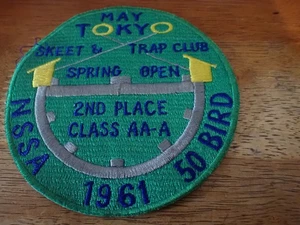 MAY
TOKYO
SKEET & TRAP CLUB
SPRING OPEN
2ND PLACE
CLASS AA-A
NSSA 1961 50 BIRD